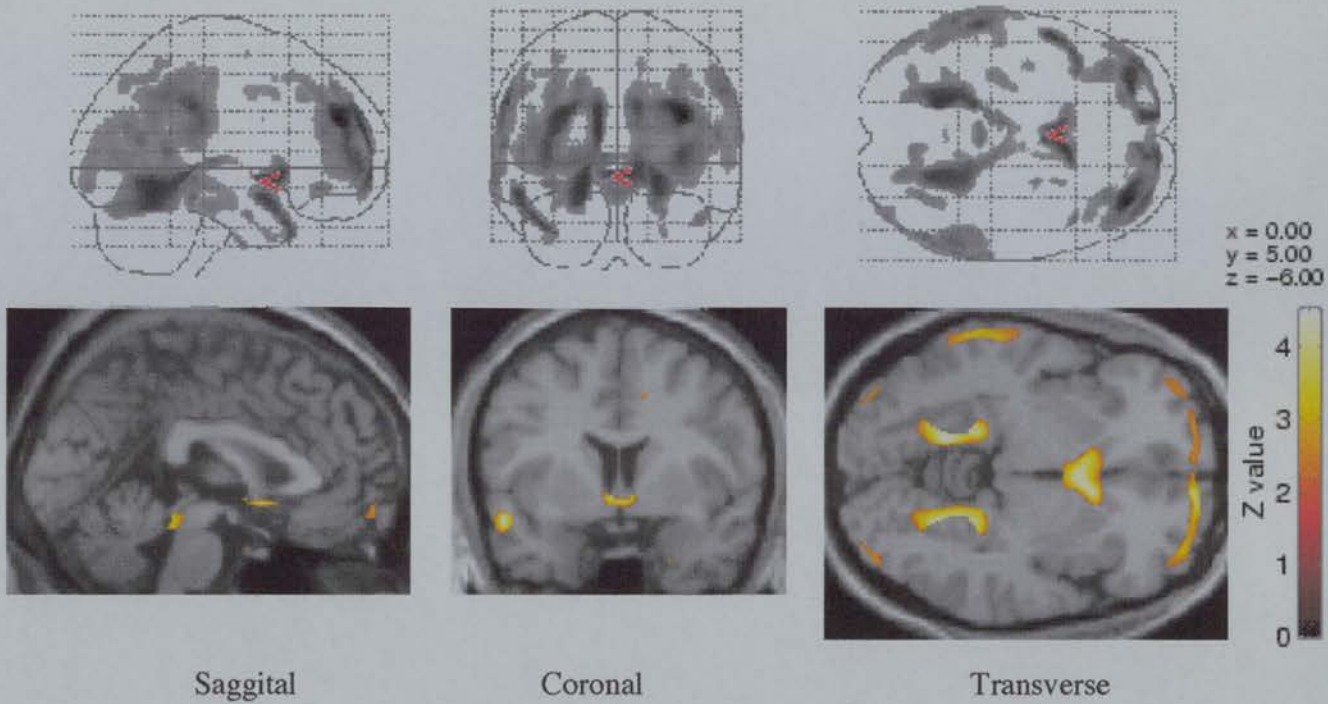 x = 0.00
y = 5.00
z = −6.00
4
3
2
1
0
Z value
Saggital
Coronal
Transverse